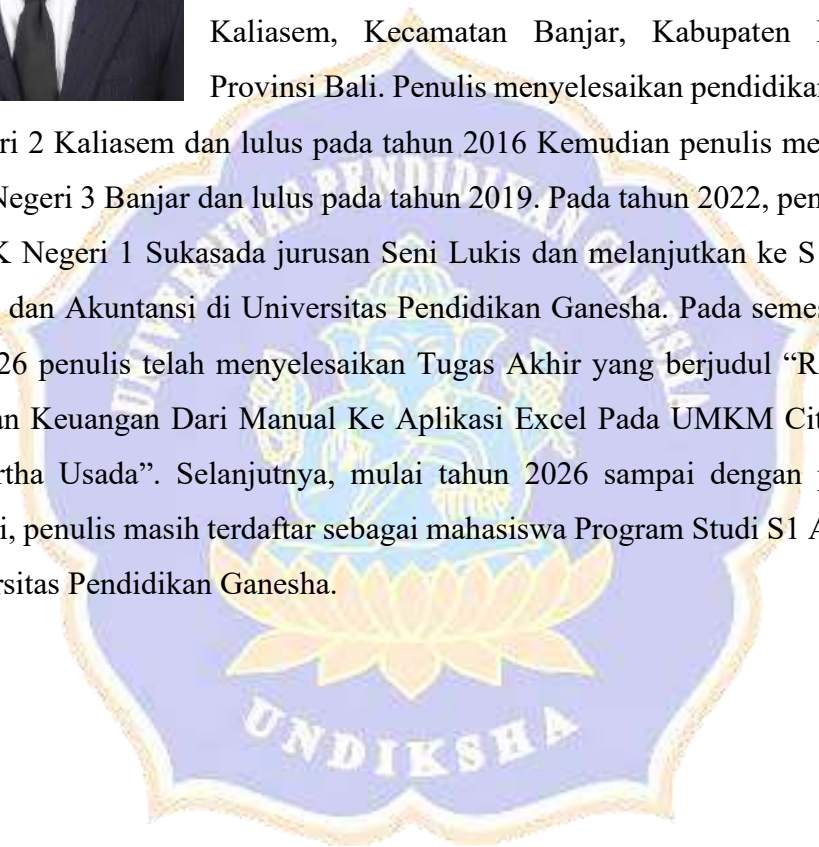 Kaliasem, Kecamatan Banjar, Kabupaten
Provinsi Bali. Penulis menyelesaikan pendidikan
ri 2 Kaliasem dan lulus pada tahun 2016 Kemudian penulis me
Negeri 3 Banjar dan lulus pada tahun 2019. Pada tahun 2022, pen
K Negeri 1 Sukasada jurusan Seni Lukis dan melanjutkan ke S
dan Akuntansi di Universitas Pendidikan Ganesha. Pada semes
26 penulis telah menyelesaikan Tugas Akhir yang berjudul “R
an Keuangan Dari Manual Ke Aplikasi Excel Pada UMKM Cit
rtha Usada”. Selanjutnya, mulai tahun 2026 sampai dengan p
i, penulis masih terdaftar sebagai mahasiswa Program Studi S1 A
rsitas Pendidikan Ganesha.
UNIVERSITAS PENDIDIKAN GANESHA
UNDIKSHA